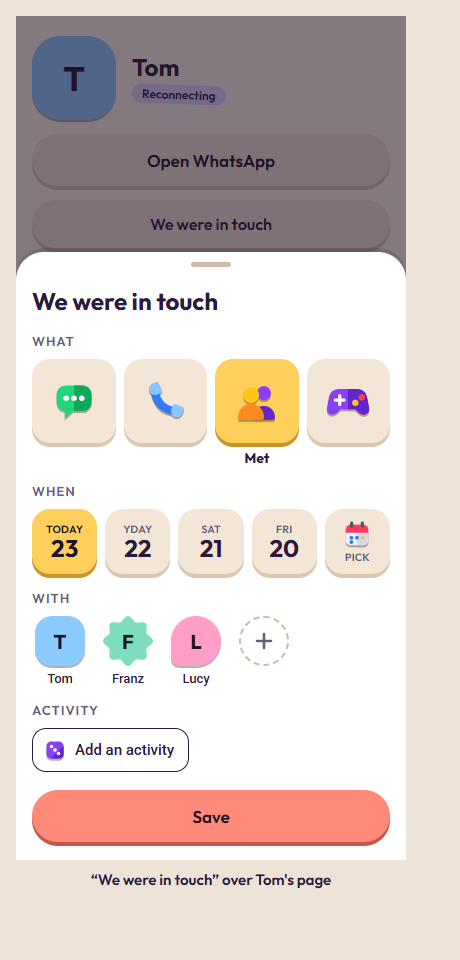 T
Tom
Reconnecting
Open WhatsApp
We were in touch
We were in touch
WHAT
Met
WHEN
TODAY YDAY SAT FRI
23 22 21 20
PICK
WITH
T F L
Tom Franz Lucy
ACTIVITY
Add an activity
Save
“We were in touch” over Tom's page